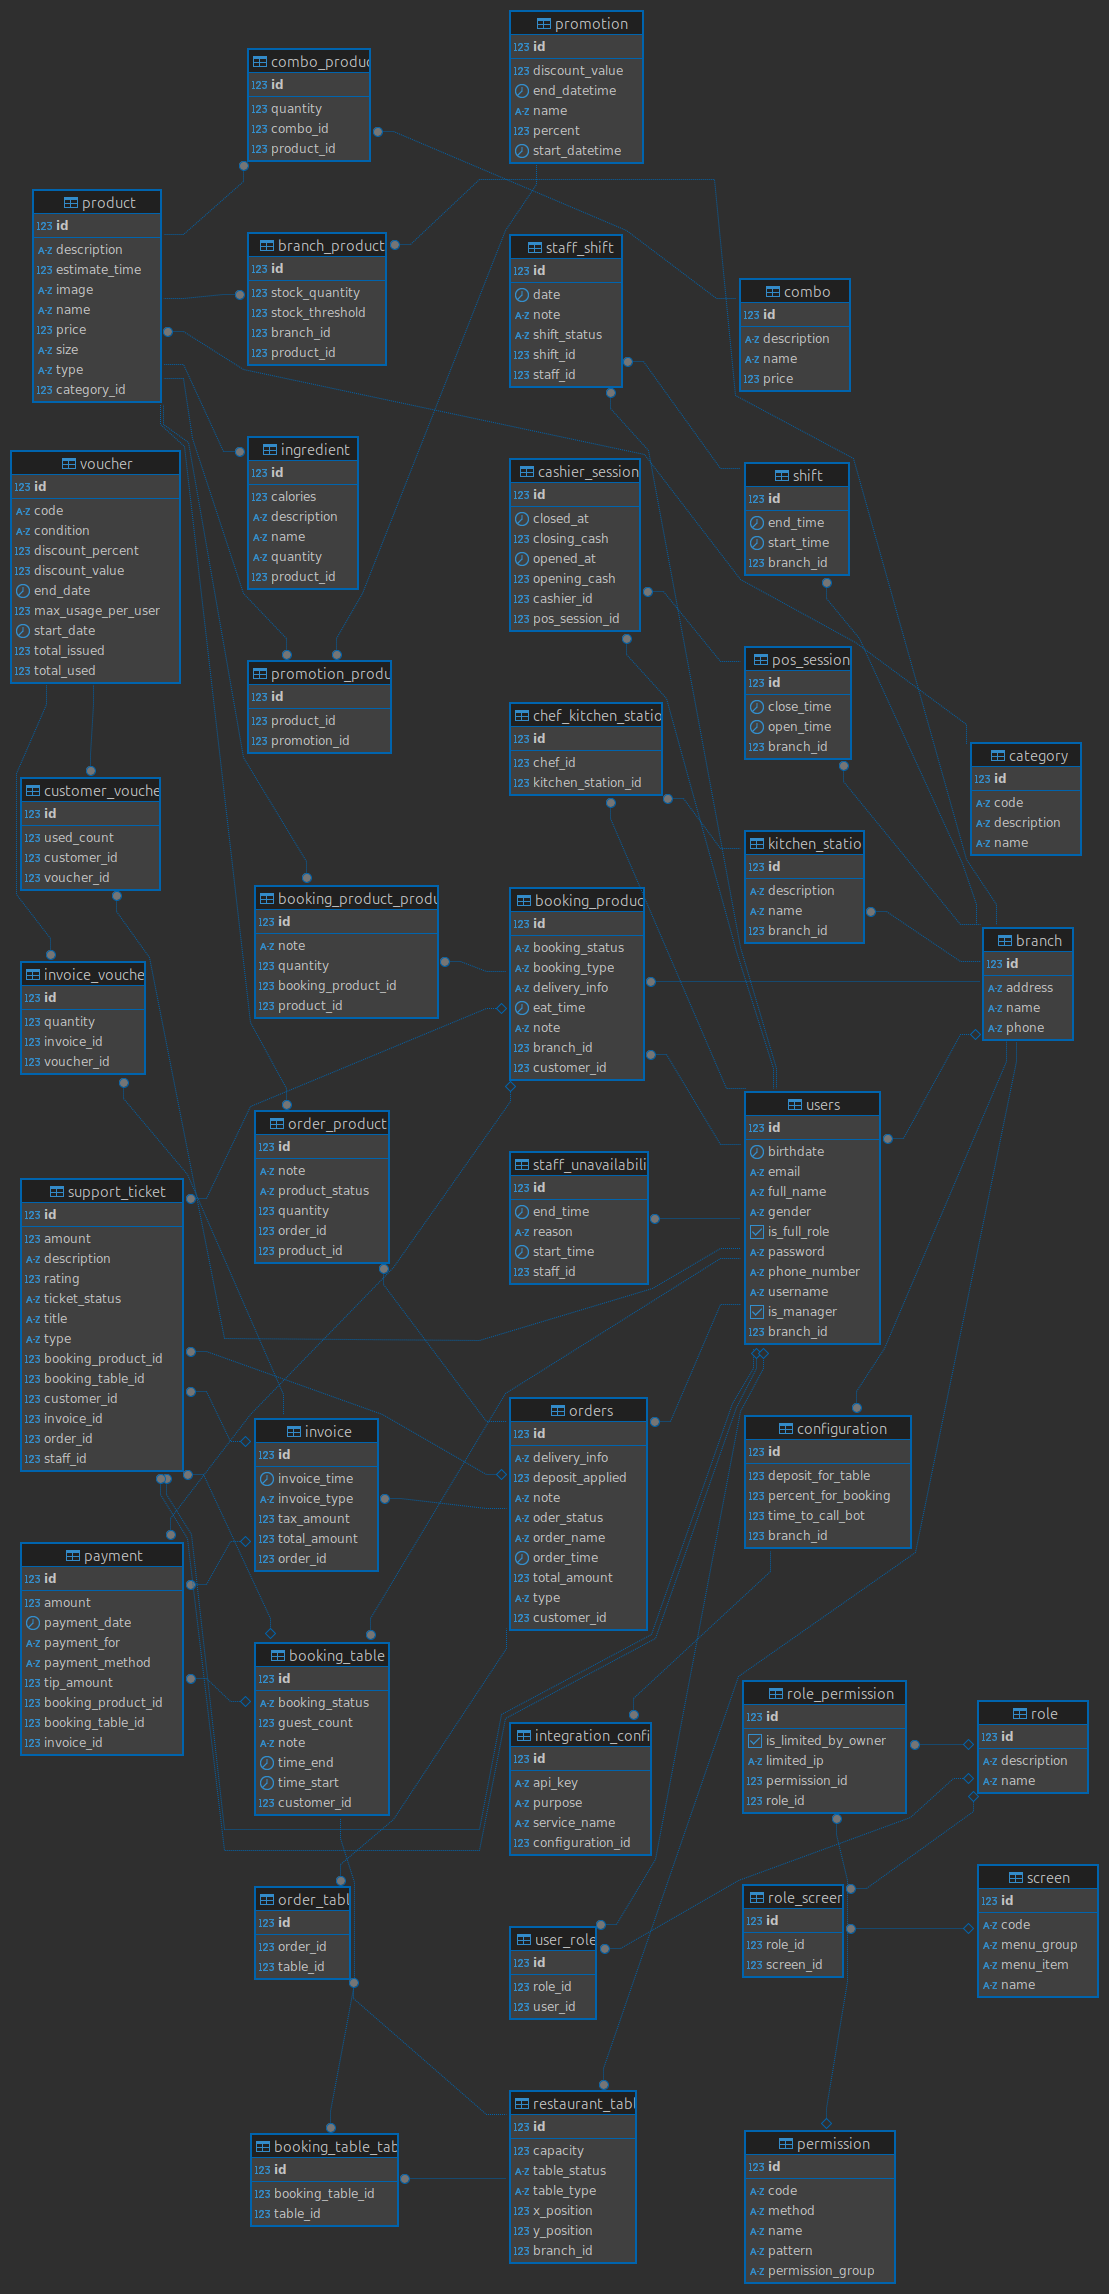 promotion
123 id
123 discount_value
end_datetime
A-Z name
123 percent
start_datetime
combo_produc
123 id
123 quantity
123 combo_id
123 product_id
product
123 id
A-Z description
123 estimate_time
A-Z image
A-Z name
123 price
A-Z size
A-Z type
123 category_id
branch_product
123 id
123 stock_quantity
123 stock_threshold
123 branch_id
123 product_id
staff_shift
123 id
date
A-Z note
A-Z shift_status
123 shift_id
123 staff_id
combo
123 id
A-Z description
A-Z name
123 price
voucher
123 id
A-Z code
A-Z condition
123 discount_percent
123 discount_value
end_date
123 max_usage_per_user
start_date
123 total_issued
123 total_used
ingredient
123 id
123 calories
A-Z description
A-Z name
A-Z quantity
123 product_id
cashier_session
123 id
closed_at
123 closing_cash
opened_at
123 opening_cash
123 cashier_id
123 pos_session_id
shift
123 id
end_time
start_time
123 branch_id
promotion_produ
123 id
123 product_id
123 promotion_id
pos_session
123 id
close_time
open_time
123 branch_id
chef_kitchen_statio
123 id
123 chef_id
123 kitchen_station_id
category
123 id
A-Z code
A-Z description
A-Z name
customer_vouche
123 id
123 used_count
123 customer_id
123 voucher_id
kitchen_statio
123 id
A-Z description
A-Z name
123 branch_id
booking_product_produ
123 id
A-Z note
123 quantity
123 booking_product_id
123 product_id
booking_produc
123 id
A-Z booking_status
A-Z booking_type
A-Z delivery_info
eat_time
A-Z note
123 branch_id
123 customer_id
branch
123 id
A-Z address
A-Z name
A-Z phone
invoice_vouche
123 id
123 quantity
123 invoice_id
123 voucher_id
users
123 id
birthdate
A-Z email
A-Z full_name
A-Z gender
is_full_role
A-Z password
A-Z phone_number
A-Z username
is_manager
123 branch_id
order_product
123 id
A-Z note
A-Z product_status
123 quantity
123 order_id
123 product_id
staff_unavailabili
123 id
end_time
A-Z reason
start_time
123 staff_id
support_ticket
123 id
123 amount
A-Z description
123 rating
A-Z ticket_status
A-Z title
A-Z type
123 booking_product_id
123 booking_table_id
123 customer_id
123 invoice_id
123 order_id
123 staff_id
orders
123 id
A-Z delivery_info
123 deposit_applied
A-Z note
A-Z oder_status
A-Z order_name
order_time
123 total_amount
A-Z type
123 customer_id
invoice
123 id
invoice_time
A-Z invoice_type
123 tax_amount
123 total_amount
123 order_id
configuration
123 id
123 deposit_for_table
123 percent_for_booking
123 time_to_call_bot
123 branch_id
payment
123 id
123 amount
payment_date
A-Z payment_for
A-Z payment_method
123 tip_amount
123 booking_product_id
123 booking_table_id
123 invoice_id
booking_table
123 id
A-Z booking_status
123 guest_count
A-Z note
time_end
time_start
123 customer_id
integration_confi
123 id
A-Z api_key
A-Z purpose
A-Z service_name
123 configuration_id
role_permission
123 id
is_limited_by_owner
A-Z limited_ip
123 permission_id
123 role_id
role
123 id
A-Z description
A-Z name
order_tabl
123 id
123 order_id
123 table_id
user_role
123 id
123 role_id
123 user_id
role_screen
123 id
123 role_id
123 screen_id
screen
123 id
A-Z code
A-Z menu_group
A-Z menu_item
A-Z name
booking_table_tab
123 id
123 booking_table_id
123 table_id
restaurant_tabl
123 id
123 capacity
A-Z table_status
A-Z table_type
123 x_position
123 y_position
123 branch_id
permission
123 id
A-Z code
A-Z method
A-Z name
A-Z pattern
A-Z permission_group